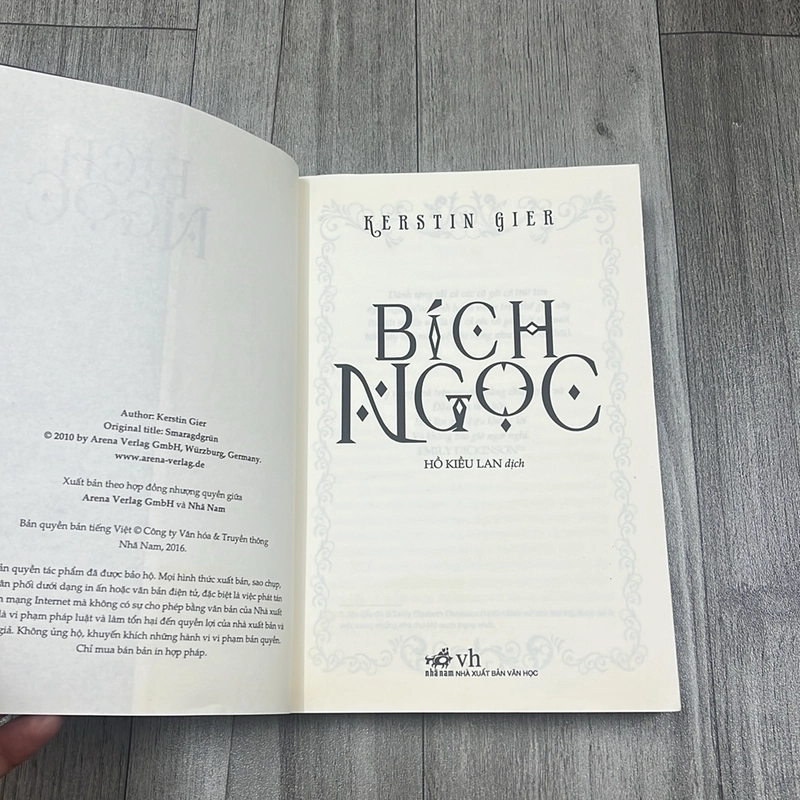 Author: Kerstin Gier
Original title: Smaragdgrün
© 2010 by Arena Verlag GmbH, Würzburg, Germany.
www.arena-verlag.de
Xuất bản theo hợp đồng nhượng quyền giữa
Arena Verlag GmbH và Nhã Nam
Bản quyền bản tiếng Việt © Công ty Văn hóa & Truyền thông
Nhã Nam, 2016.
quyền tác phẩm đã được bảo hộ. Mọi hình thức xuất bản, sao chụp,
phối dưới dạng in ấn hoặc văn bản điện tử, đặc biệt là việc phát tán
mạng Internet mà không có sự cho phép bằng văn bản của Nhà xuất
là vi phạm pháp luật và làm tổn hại đến quyền lợi của nhà xuất bản và
giả. Không ủng hộ, khuyến khích những hành vi vi phạm bản quyền.
Chỉ mua bán bản in hợp pháp.
KERSTIN GIER
BÍCH
NGỌC
HỒ KIỀU LAN dịch
nhã nam
vh
NHÀ XUẤT BẢN VĂN HỌC